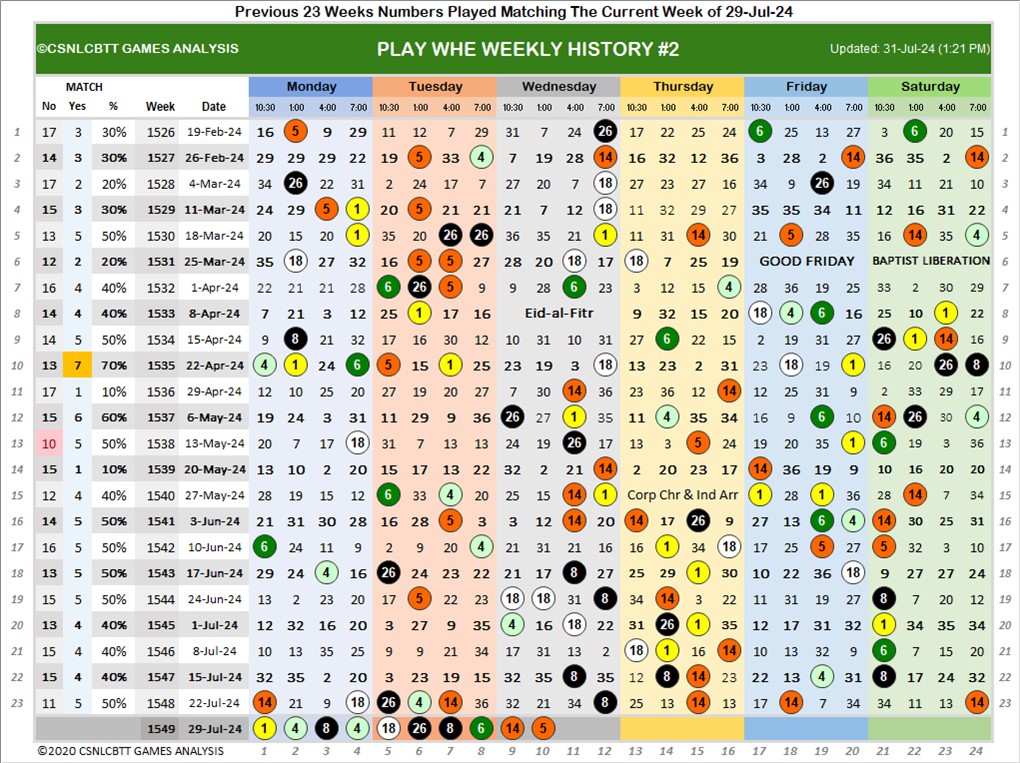 Previous 23 Weeks Numbers Played Matching The Current Week of 29-Jul-24
©CSNLCBTT GAMES ANALYSIS PLAY WHE WEEKLY HISTORY #2 Updated: 31-Jul-24 (1:21 PM)
MATCH Monday Tuesday Wednesday Thursday Friday Saturday
No Yes % Week Date 10:30 1:00 4:00 7:00 10:30 1:00 4:00 7:00 10:30 1:00 4:00 7:00 10:30 1:00 4:00 7:00 10:30 1:00 4:00 7:00 10:30 1:00 4:00 7:00
1 17 3 30% 1526 19-Feb-24 16 5 9 29 11 12 7 29 31 7 24 26 17 22 25 24 6 25 13 27 3 6 20 15 1
2 14 3 30% 1527 26-Feb-24 29 29 29 22 19 5 33 4 7 19 28 14 16 32 12 36 3 28 2 14 36 35 2 14 2
3 17 2 20% 1528 4-Mar-24 34 26 22 31 2 24 17 7 27 20 7 18 27 23 27 16 34 9 26 19 34 11 21 10 3
4 15 3 30% 1529 11-Mar-24 24 29 5 1 20 5 21 21 21 7 12 18 11 32 29 27 35 35 34 11 12 16 31 22 4
5 13 5 50% 1530 18-Mar-24 20 15 20 1 35 20 26 26 36 35 21 1 11 31 14 30 21 5 28 35 22 14 35 4 5
6 12 2 20% 1531 25-Mar-24 35 18 27 32 16 5 5 27 28 20 18 17 18 7 25 19 GOOD FRIDAY BAPTIST LIBERATION 6
7 16 4 40% 1532 1-Apr-24 22 21 21 28 6 26 5 9 9 28 6 23 3 12 15 4 28 36 19 25 33 2 30 29 7
8 14 4 40% 1533 8-Apr-24 7 21 3 12 25 1 17 16 Eid-al-Fitr 9 32 15 20 18 4 6 16 25 10 1 22 8
9 14 5 50% 1534 15-Apr-24 9 8 21 32 17 16 30 12 10 31 10 31 27 6 22 29 2 19 31 27 26 1 14 16 9
10 13 7 70% 1535 22-Apr-24 4 1 24 6 5 15 1 25 23 19 3 18 13 23 2 31 23 18 19 1 16 20 26 8 10
11 17 1 10% 1536 29-Apr-24 12 10 25 20 27 19 20 27 7 30 14 36 23 36 12 14 12 25 31 9 2 33 29 17 11
12 15 6 60% 1537 6-May-24 19 24 3 31 11 29 9 36 26 27 1 35 11 4 35 34 16 9 6 10 14 26 30 4 12
13 10 5 50% 1538 13-May-24 20 7 17 18 31 7 13 13 24 19 26 17 13 3 5 24 19 20 35 1 6 19 3 36 13
14 15 1 10% 1539 20-May-24 13 10 2 20 15 17 13 22 32 2 21 14 2 20 23 17 14 36 19 9 10 16 20 20 14
15 12 4 40% 1540 27-May-24 28 19 15 12 6 33 4 20 25 15 14 1 Corp Chr & Ind Arr 1 28 1 36 28 14 7 34 15
16 14 5 50% 1541 3-Jun-24 21 31 30 28 16 28 5 3 3 12 14 20 14 17 26 9 27 13 6 4 14 30 25 31 16
17 16 5 50% 1542 10-Jun-24 6 24 11 9 2 9 20 4 21 31 21 16 16 1 34 18 17 25 5 27 5 32 3 10 17
18 13 5 50% 1543 17-Jun-24 29 24 4 16 26 24 23 22 21 17 8 27 25 29 1 30 10 22 36 18 9 27 27 24 18
19 15 5 50% 1544 24-Jun-24 13 2 23 20 17 5 22 23 18 18 31 8 34 14 3 22 11 31 19 27 8 7 20 12 19
20 13 4 40% 1545 1-Jul-24 12 32 16 20 3 27 9 35 4 16 18 22 31 26 1 35 12 17 31 32 1 34 35 34 20
21 15 4 40% 1546 8-Jul-24 10 13 35 25 9 9 21 34 17 31 13 2 18 1 16 14 10 13 32 9 6 7 15 20 21
22 15 4 40% 1547 15-Jul-24 32 35 2 20 3 23 19 15 32 35 8 35 12 8 14 23 22 13 4 31 8 17 24 32 22
23 11 5 50% 1548 22-Jul-24 14 21 9 18 26 4 14 36 32 21 34 8 25 13 14 13 18 14 7 34 34 11 13 14 23
1549 29-Jul-24 1 4 8 4 18 26 8 6 14 5
©2020 CSNLCBTT GAMES ANALYSIS 1 2 3 4 5 6 7 8 9 10 11 12 13 14 15 16 17 18 19 20 21 22 23 24